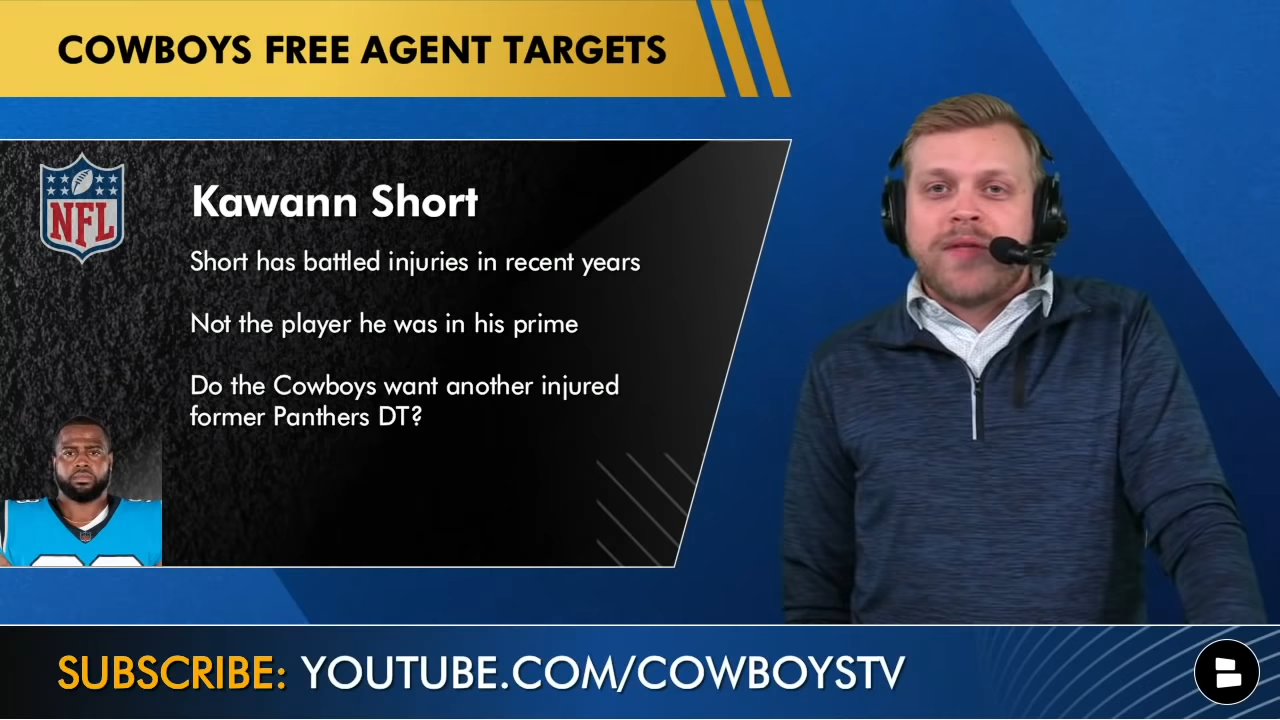 COWBOYS FREE AGENT TARGETS
NFL
Kawann Short
Short has battled injuries in recent years
Not the player he was in his prime
Do the Cowboys want another injured
former Panthers DT?
SUBSCRIBE: YOUTUBE.COM/COWBOYSTV